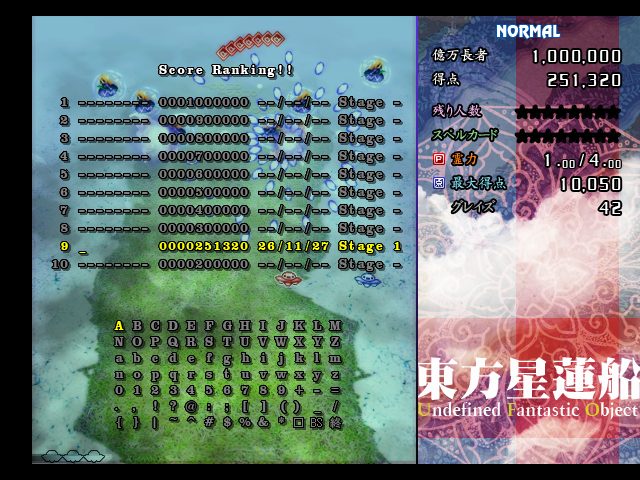 Score Ranking!!
1 -------- 0001000000 --/--/-- Stage -
2 -------- 0000900000 --/--/-- Stage -
3 -------- 0000800000 --/--/-- Stage -
4 -------- 0000700000 --/--/-- Stage -
5 -------- 0000600000 --/--/-- Stage -
6 -------- 0000500000 --/--/-- Stage -
7 -------- 0000400000 --/--/-- Stage -
8 -------- 0000300000 --/--/-- Stage -
9 _ 0000251320 26/11/27 Stage 1
10 -------- 0000200000 --/--/-- Stage -
A B C D E F G H I J K L M
N O P Q R S T U V W X Y Z
a b c d e f g h i j k l m
n o p q r s t u v w x y z
0 1 2 3 4 5 6 7 8 9 + - =
. , ! ? @ : ; [ ] ( ) _ /
{ } | ~ ^ # $ % & * □ BS 終
NORMAL
億万長者 1,000,000
得点 251,320
残り人数 ★★★★★★★★
スペルカード ★★★★★★★★
P 霊力 1.00/4.00
点 最大得点 10,050
グレイズ 42
東方星蓮船
Undefined Fantastic Object